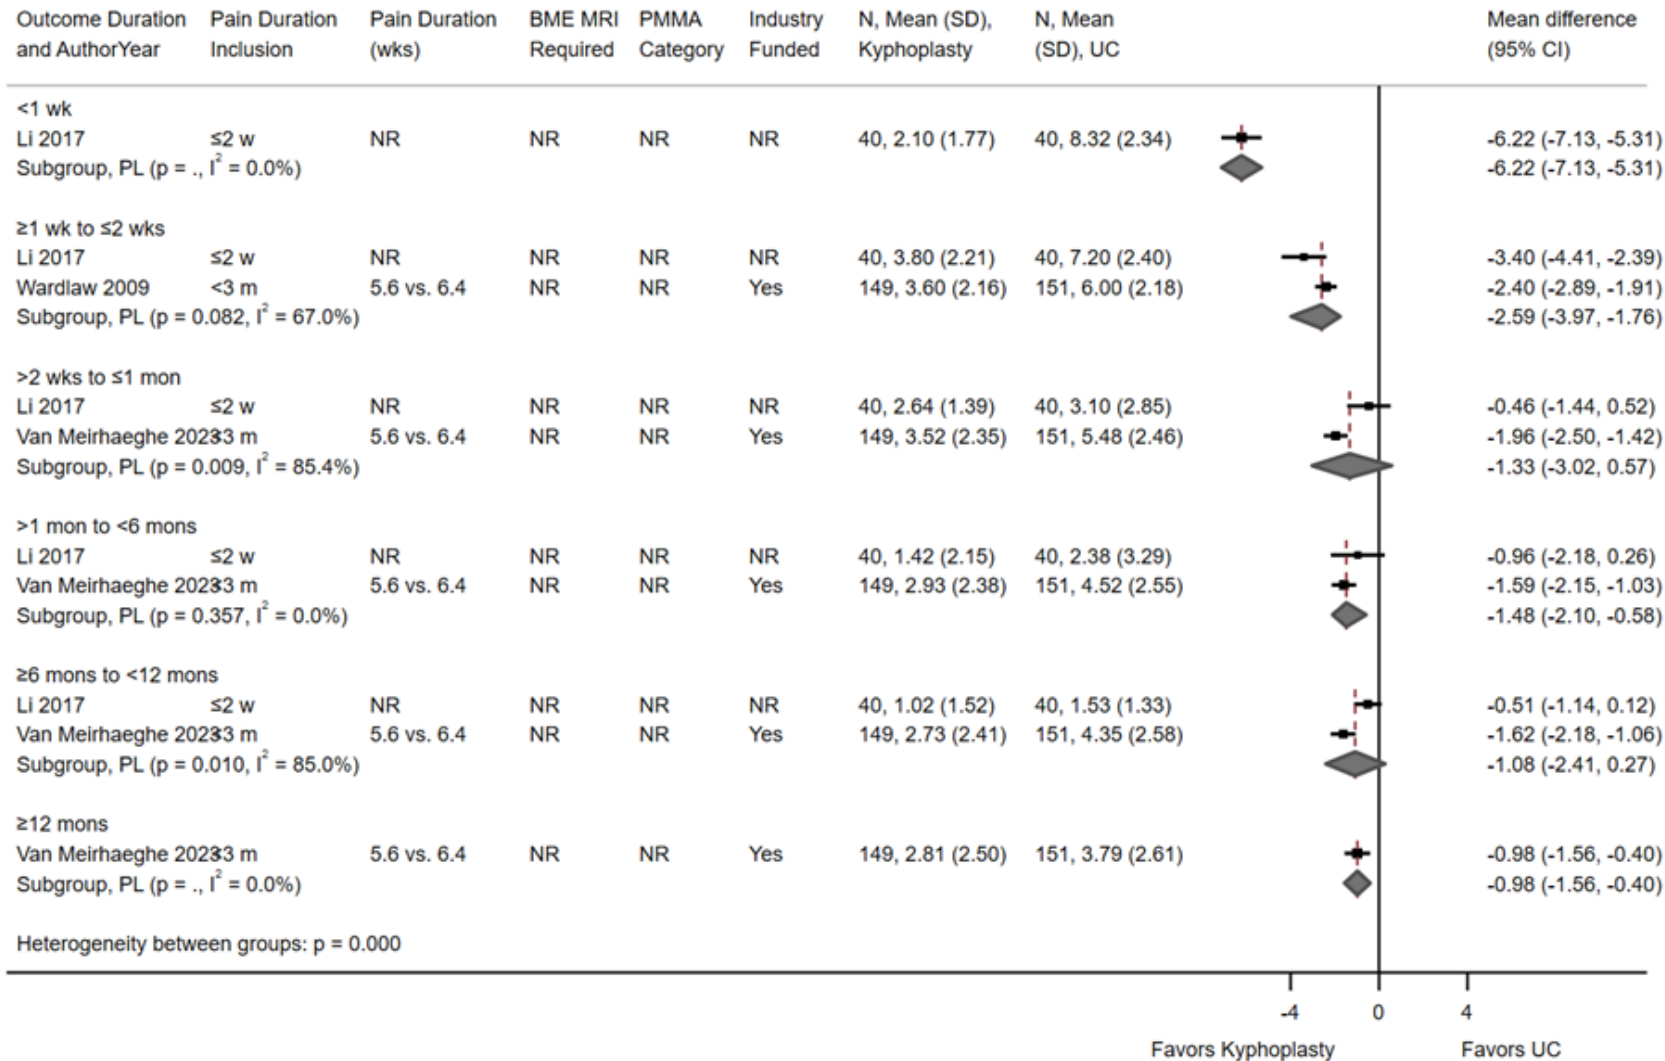 Outcome Duration and AuthorYear | Pain Duration Inclusion | Pain Duration (wks) | BME MRI Required | PMMA Category | Industry Funded | N, Mean (SD), Kyphoplasty | N, Mean (SD), UC | Mean difference (95% CI)
<1 wk
Li 2017 ≤2 w NR NR NR NR 40, 2.10 (1.77) 40, 8.32 (2.34) -6.22 (-7.13, -5.31)
Subgroup, PL (p = ., I² = 0.0%) -6.22 (-7.13, -5.31)
≥1 wk to ≤2 wks
Li 2017 ≤2 w NR NR NR NR 40, 3.80 (2.21) 40, 7.20 (2.40) -3.40 (-4.41, -2.39)
Wardlaw 2009 <3 m 5.6 vs. 6.4 NR NR Yes 149, 3.60 (2.16) 151, 6.00 (2.18) -2.40 (-2.89, -1.91)
Subgroup, PL (p = 0.082, I² = 67.0%) -2.59 (-3.97, -1.76)
>2 wks to ≤1 mon
Li 2017 ≤2 w NR NR NR NR 40, 2.64 (1.39) 40, 3.10 (2.85) -0.46 (-1.44, 0.52)
Van Meirhaeghe 2023 <3 m 5.6 vs. 6.4 NR NR Yes 149, 3.52 (2.35) 151, 5.48 (2.46) -1.96 (-2.50, -1.42)
Subgroup, PL (p = 0.009, I² = 85.4%) -1.33 (-3.02, 0.57)
>1 mon to <6 mons
Li 2017 ≤2 w NR NR NR NR 40, 1.42 (2.15) 40, 2.38 (3.29) -0.96 (-2.18, 0.26)
Van Meirhaeghe 2023 <3 m 5.6 vs. 6.4 NR NR Yes 149, 2.93 (2.38) 151, 4.52 (2.55) -1.59 (-2.15, -1.03)
Subgroup, PL (p = 0.357, I² = 0.0%) -1.48 (-2.10, -0.58)
≥6 mons to <12 mons
Li 2017 ≤2 w NR NR NR NR 40, 1.02 (1.52) 40, 1.53 (1.33) -0.51 (-1.14, 0.12)
Van Meirhaeghe 2023 <3 m 5.6 vs. 6.4 NR NR Yes 149, 2.73 (2.41) 151, 4.35 (2.58) -1.62 (-2.18, -1.06)
Subgroup, PL (p = 0.010, I² = 85.0%) -1.08 (-2.41, 0.27)
≥12 mons
Van Meirhaeghe 2023 <3 m 5.6 vs. 6.4 NR NR Yes 149, 2.81 (2.50) 151, 3.79 (2.61) -0.98 (-1.56, -0.40)
Subgroup, PL (p = ., I² = 0.0%) -0.98 (-1.56, -0.40)
Heterogeneity between groups: p = 0.000
-4 0 4
Favors Kyphoplasty Favors UC